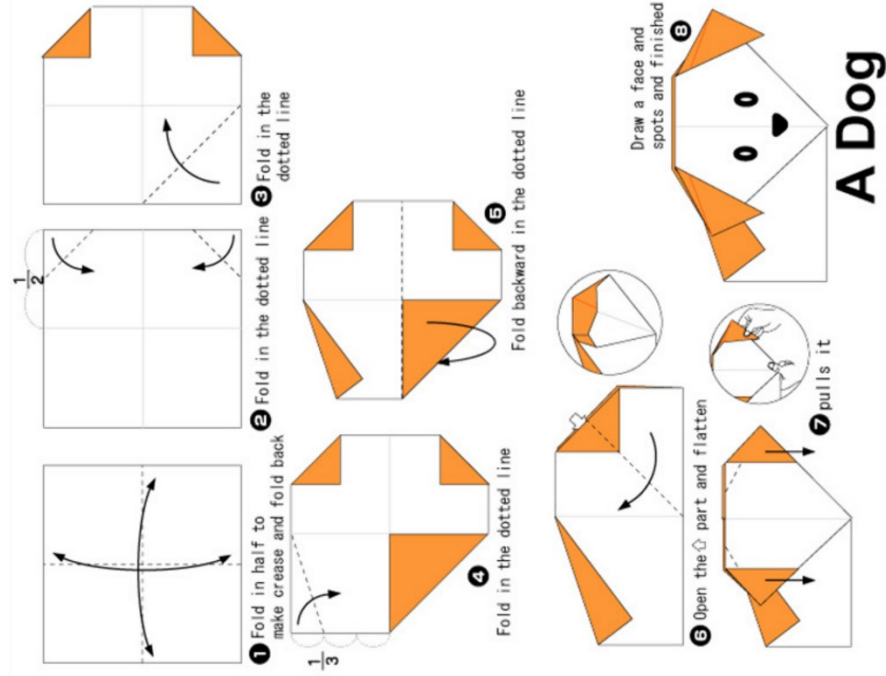 A Dog
1 Fold in half to
make crease and fold back
2 Fold in the dotted line
1
2
3 Fold in the
dotted line
4
Fold in the dotted line
1
3
5
Fold backward in the dotted line
6 Open the⇧ part and flatten
7 pulls it
8
Draw a face and
spots and finished